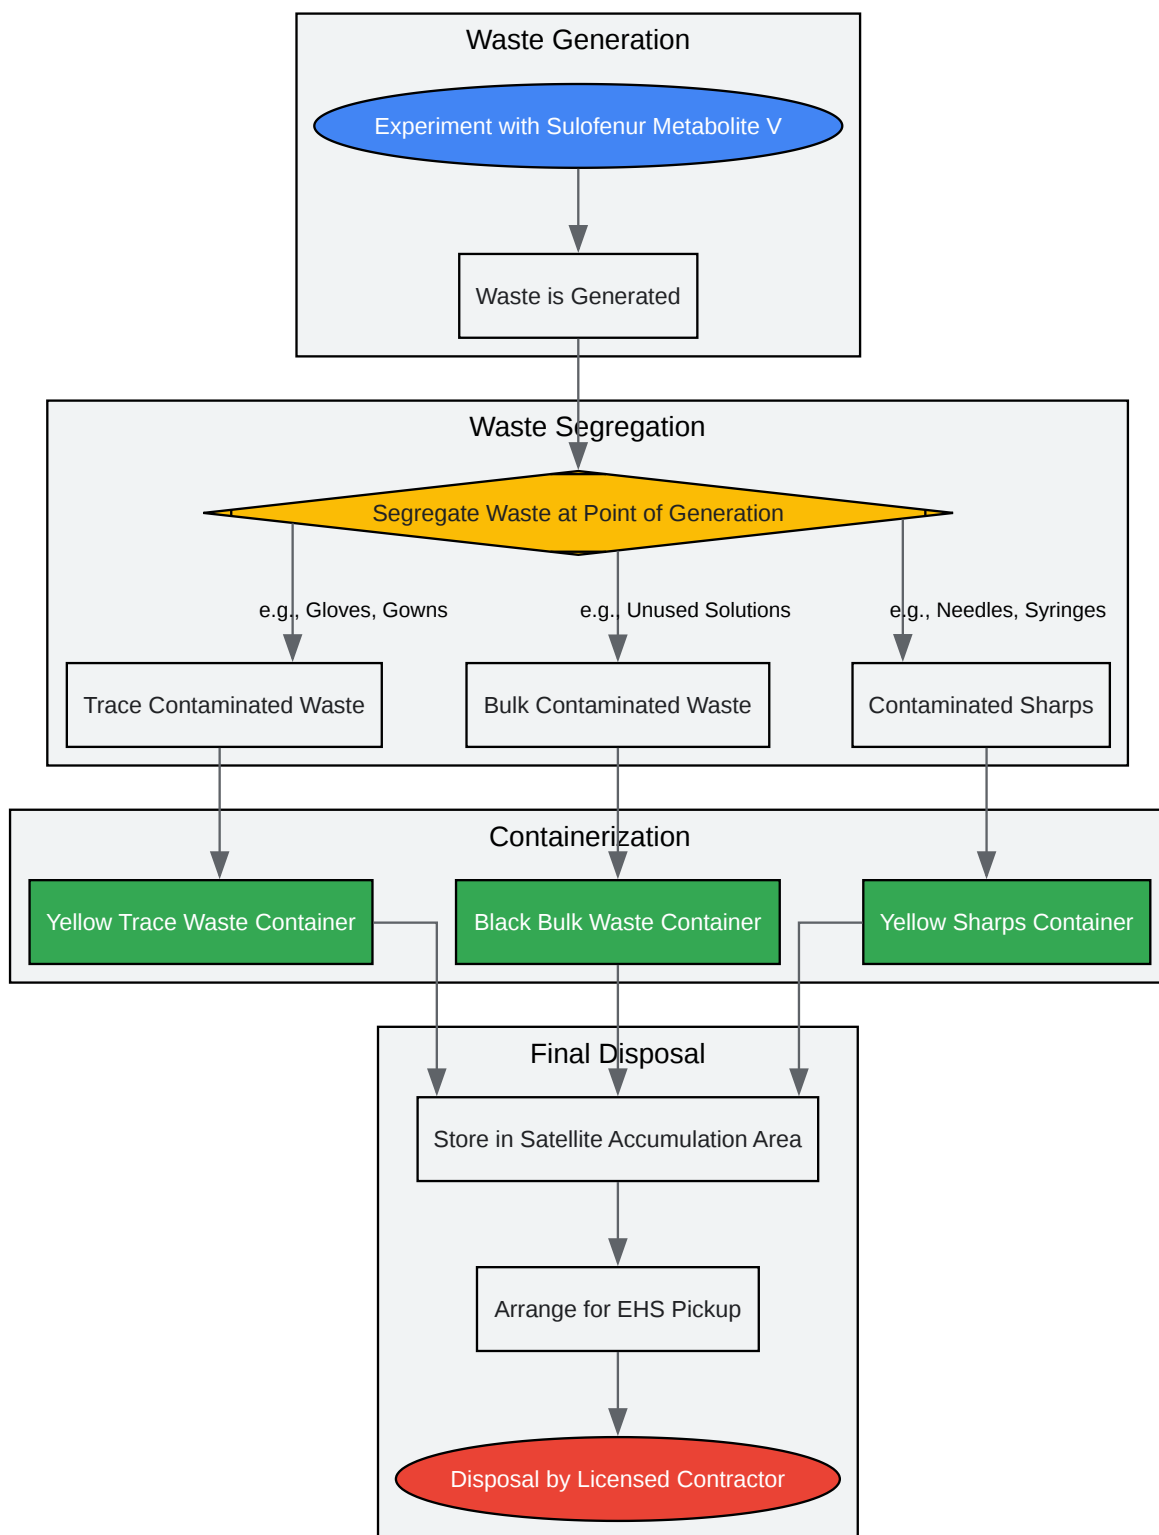 Waste Generation
Experiment with Sulofenur Metabolite V
Waste is Generated
Waste Segregation
Segregate Waste at Point of Generation
e.g., Gloves, Gowns
e.g., Unused Solutions
e.g., Needles, Syringes
Trace Contaminated Waste
Bulk Contaminated Waste
Contaminated Sharps
Containerization
Yellow Trace Waste Container
Black Bulk Waste Container
Yellow Sharps Container
Final Disposal
Store in Satellite Accumulation Area
Arrange for EHS Pickup
Disposal by Licensed Contractor